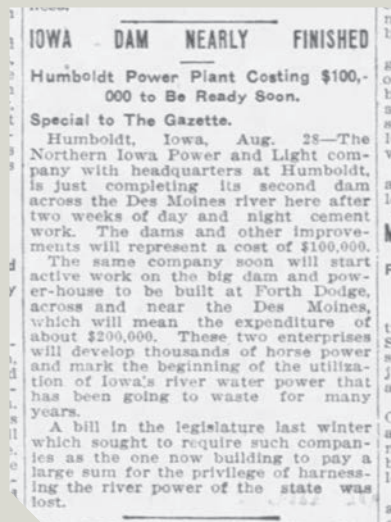 IOWA DAM NEARLY FINISHED
Humboldt Power Plant Costing $100,-
000 to Be Ready Soon.
Special to The Gazette.
Humboldt, Iowa, Aug. 28—The
Northern Iowa Power and Light com-
pany with headquarters at Humboldt,
is just completing its second dam
across the Des Moines river here after
two weeks of day and night cement
work. The dams and other improve-
ments will represent a cost of $100,000.
The same company soon will start
active work on the big dam and pow-
er-house to be built at Forth Dodge,
across and near the Des Moines,
which will mean the expenditure of
about $200,000. These two enterprises
will develop thousands of horse power
and mark the beginning of the utiliza-
tion of Iowa's river water power that
has been going to waste for many
years.
A bill in the legislature last winter
which sought to require such compan-
ies as the one now building to pay a
large sum for the privilege of harness-
ing the river power of the state was
lost.